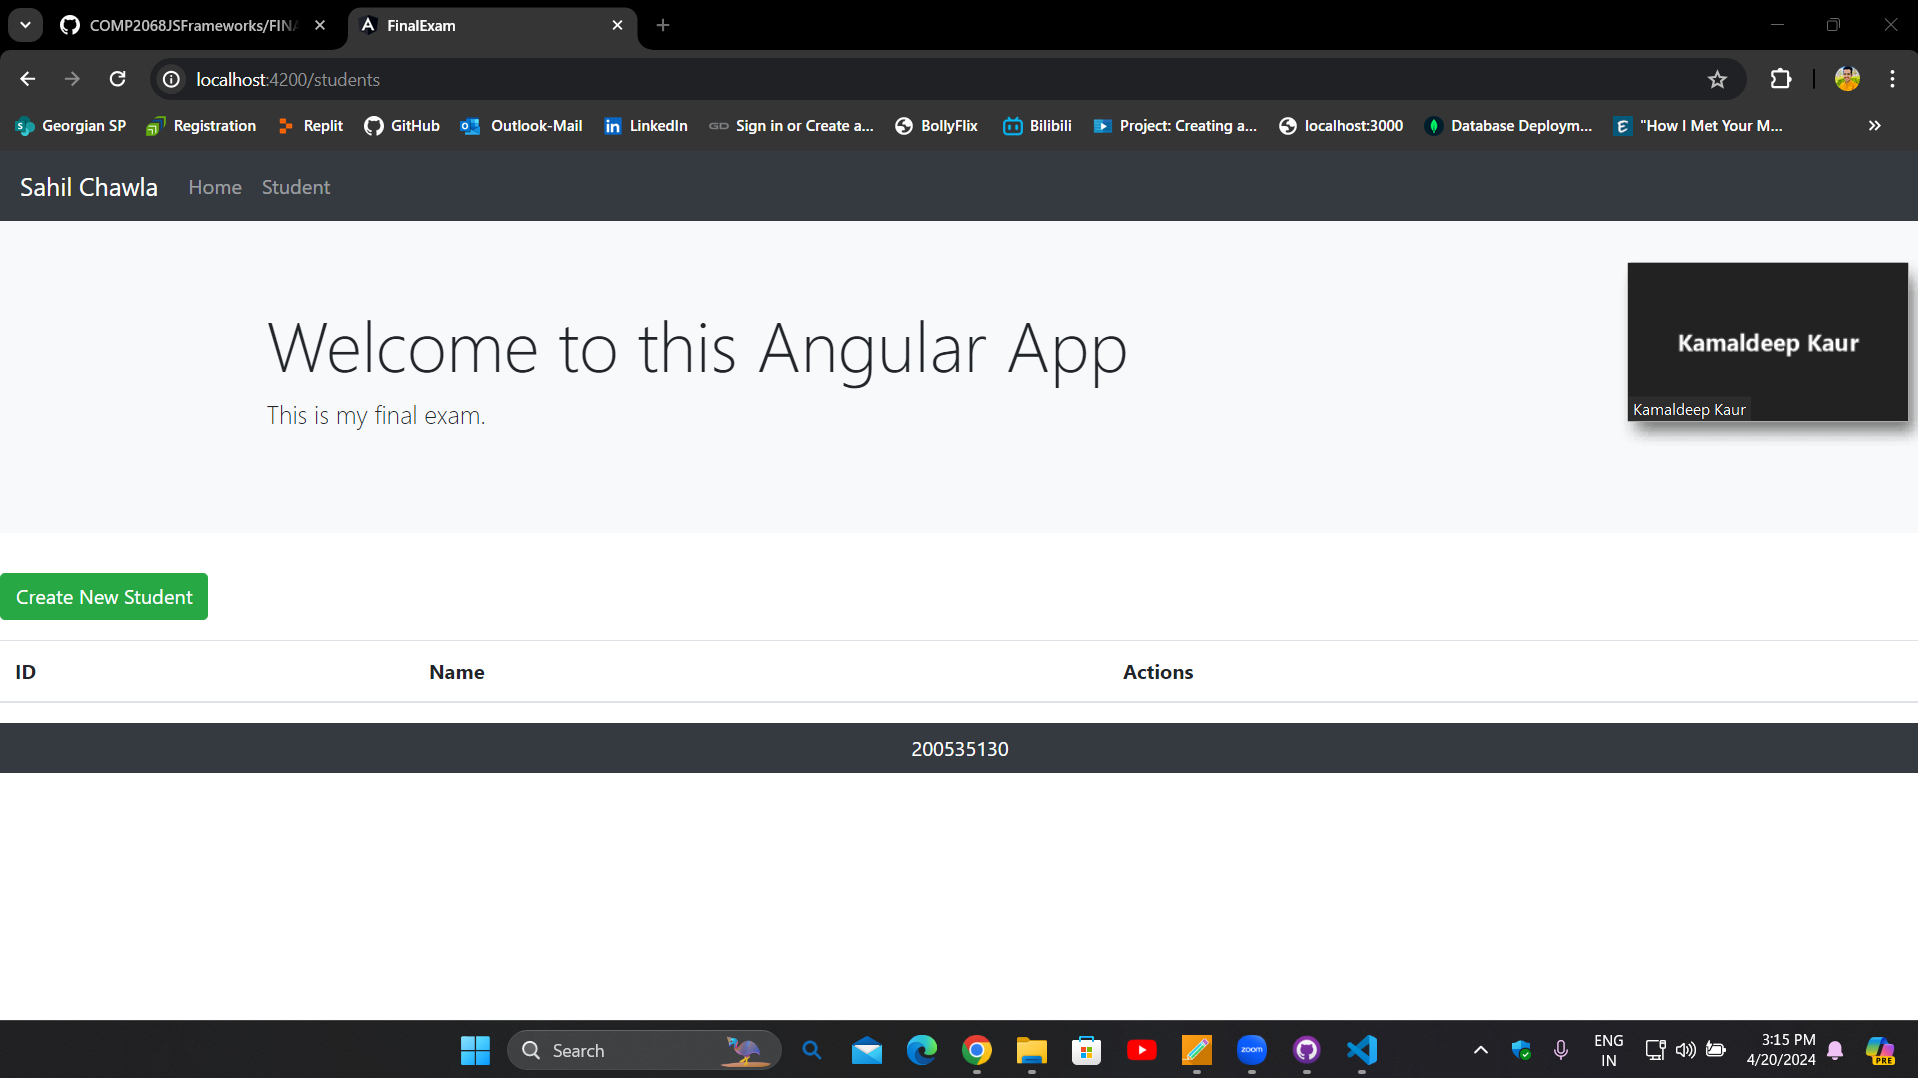 COMP2068JSFrameworks/FINA
FinalExam
localhost:4200/students
Georgian SP
Registration
Replit
GitHub
Outlook-Mail
LinkedIn
Sign in or Create a...
BollyFlix
Bilibili
Project: Creating a...
localhost:3000
Database Deploym...
"How I Met Your M...
Sahil Chawla
Home
Student
Welcome to this Angular App
This is my final exam.
Kamaldeep Kaur
Kamaldeep Kaur
Create New Student
ID
Name
Actions
200535130
Search
zoom
ENG
IN
3:15 PM
4/20/2024
PRE